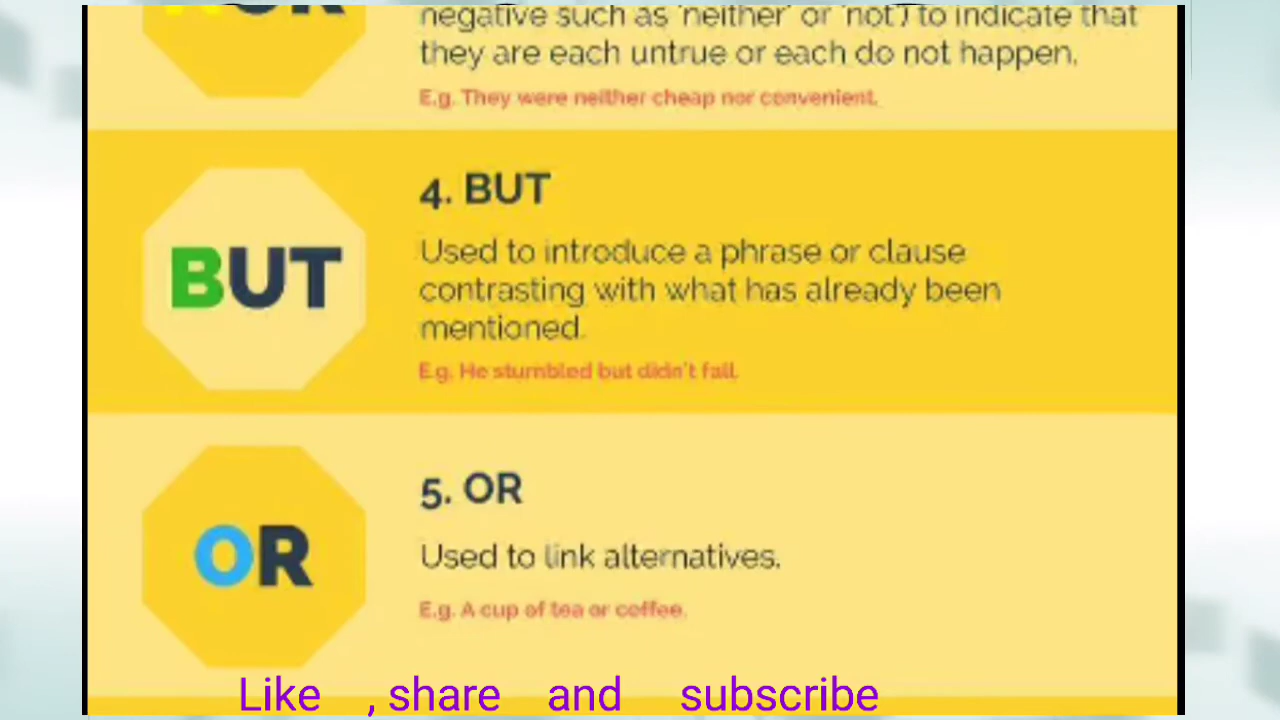 NOR
negative such as 'neither' or 'not') to indicate that
they are each untrue or each do not happen.
E.g. They were neither cheap nor convenient.
BUT
4. BUT
Used to introduce a phrase or clause
contrasting with what has already been
mentioned.
E.g. He stumbled but didn't fall.
OR
5. OR
Used to link alternatives.
E.g. A cup of tea or coffee.
Like , share and subscribe